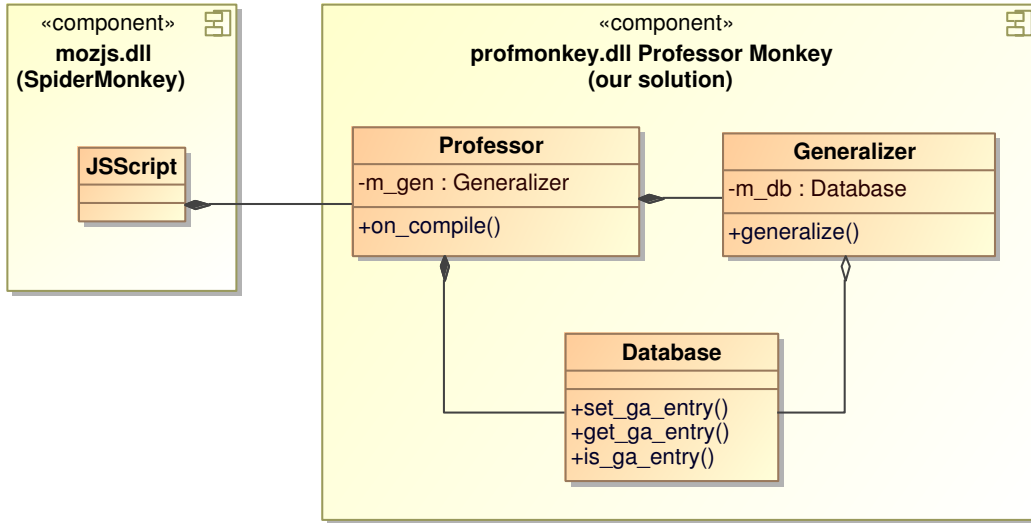 «component»
mozjs.dll
(SpiderMonkey)
JSScript
«component»
profmonkey.dll Professor Monkey
(our solution)
Professor
-m_gen : Generalizer
+on_compile()
Generalizer
-m_db : Database
+generalize()
Database
+set_ga_entry()
+get_ga_entry()
+is_ga_entry()